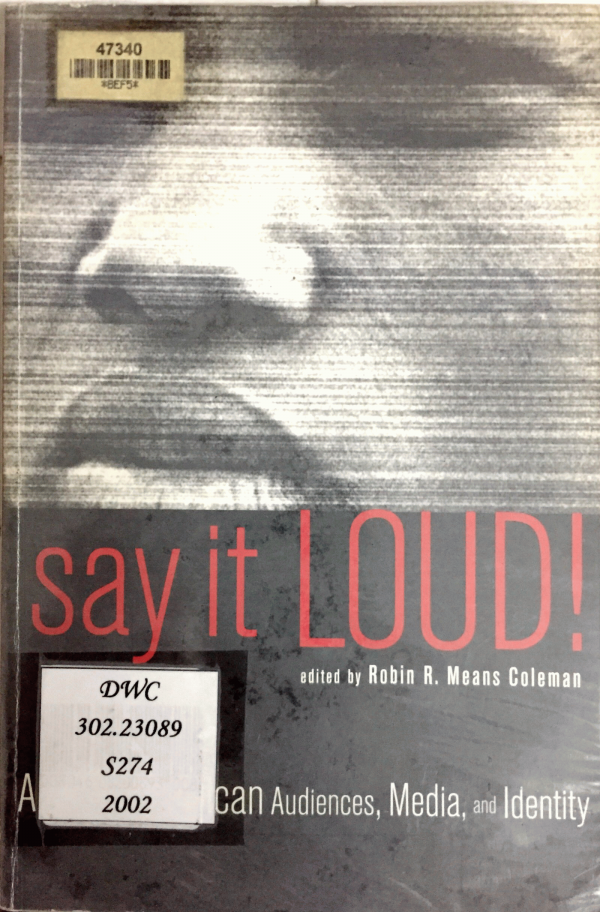 47340
*8EF5*
say it LOUD!
edited by Robin R. Means Coleman
DWC
302.23089
S274
2002
A can Audiences, Media, and Identity